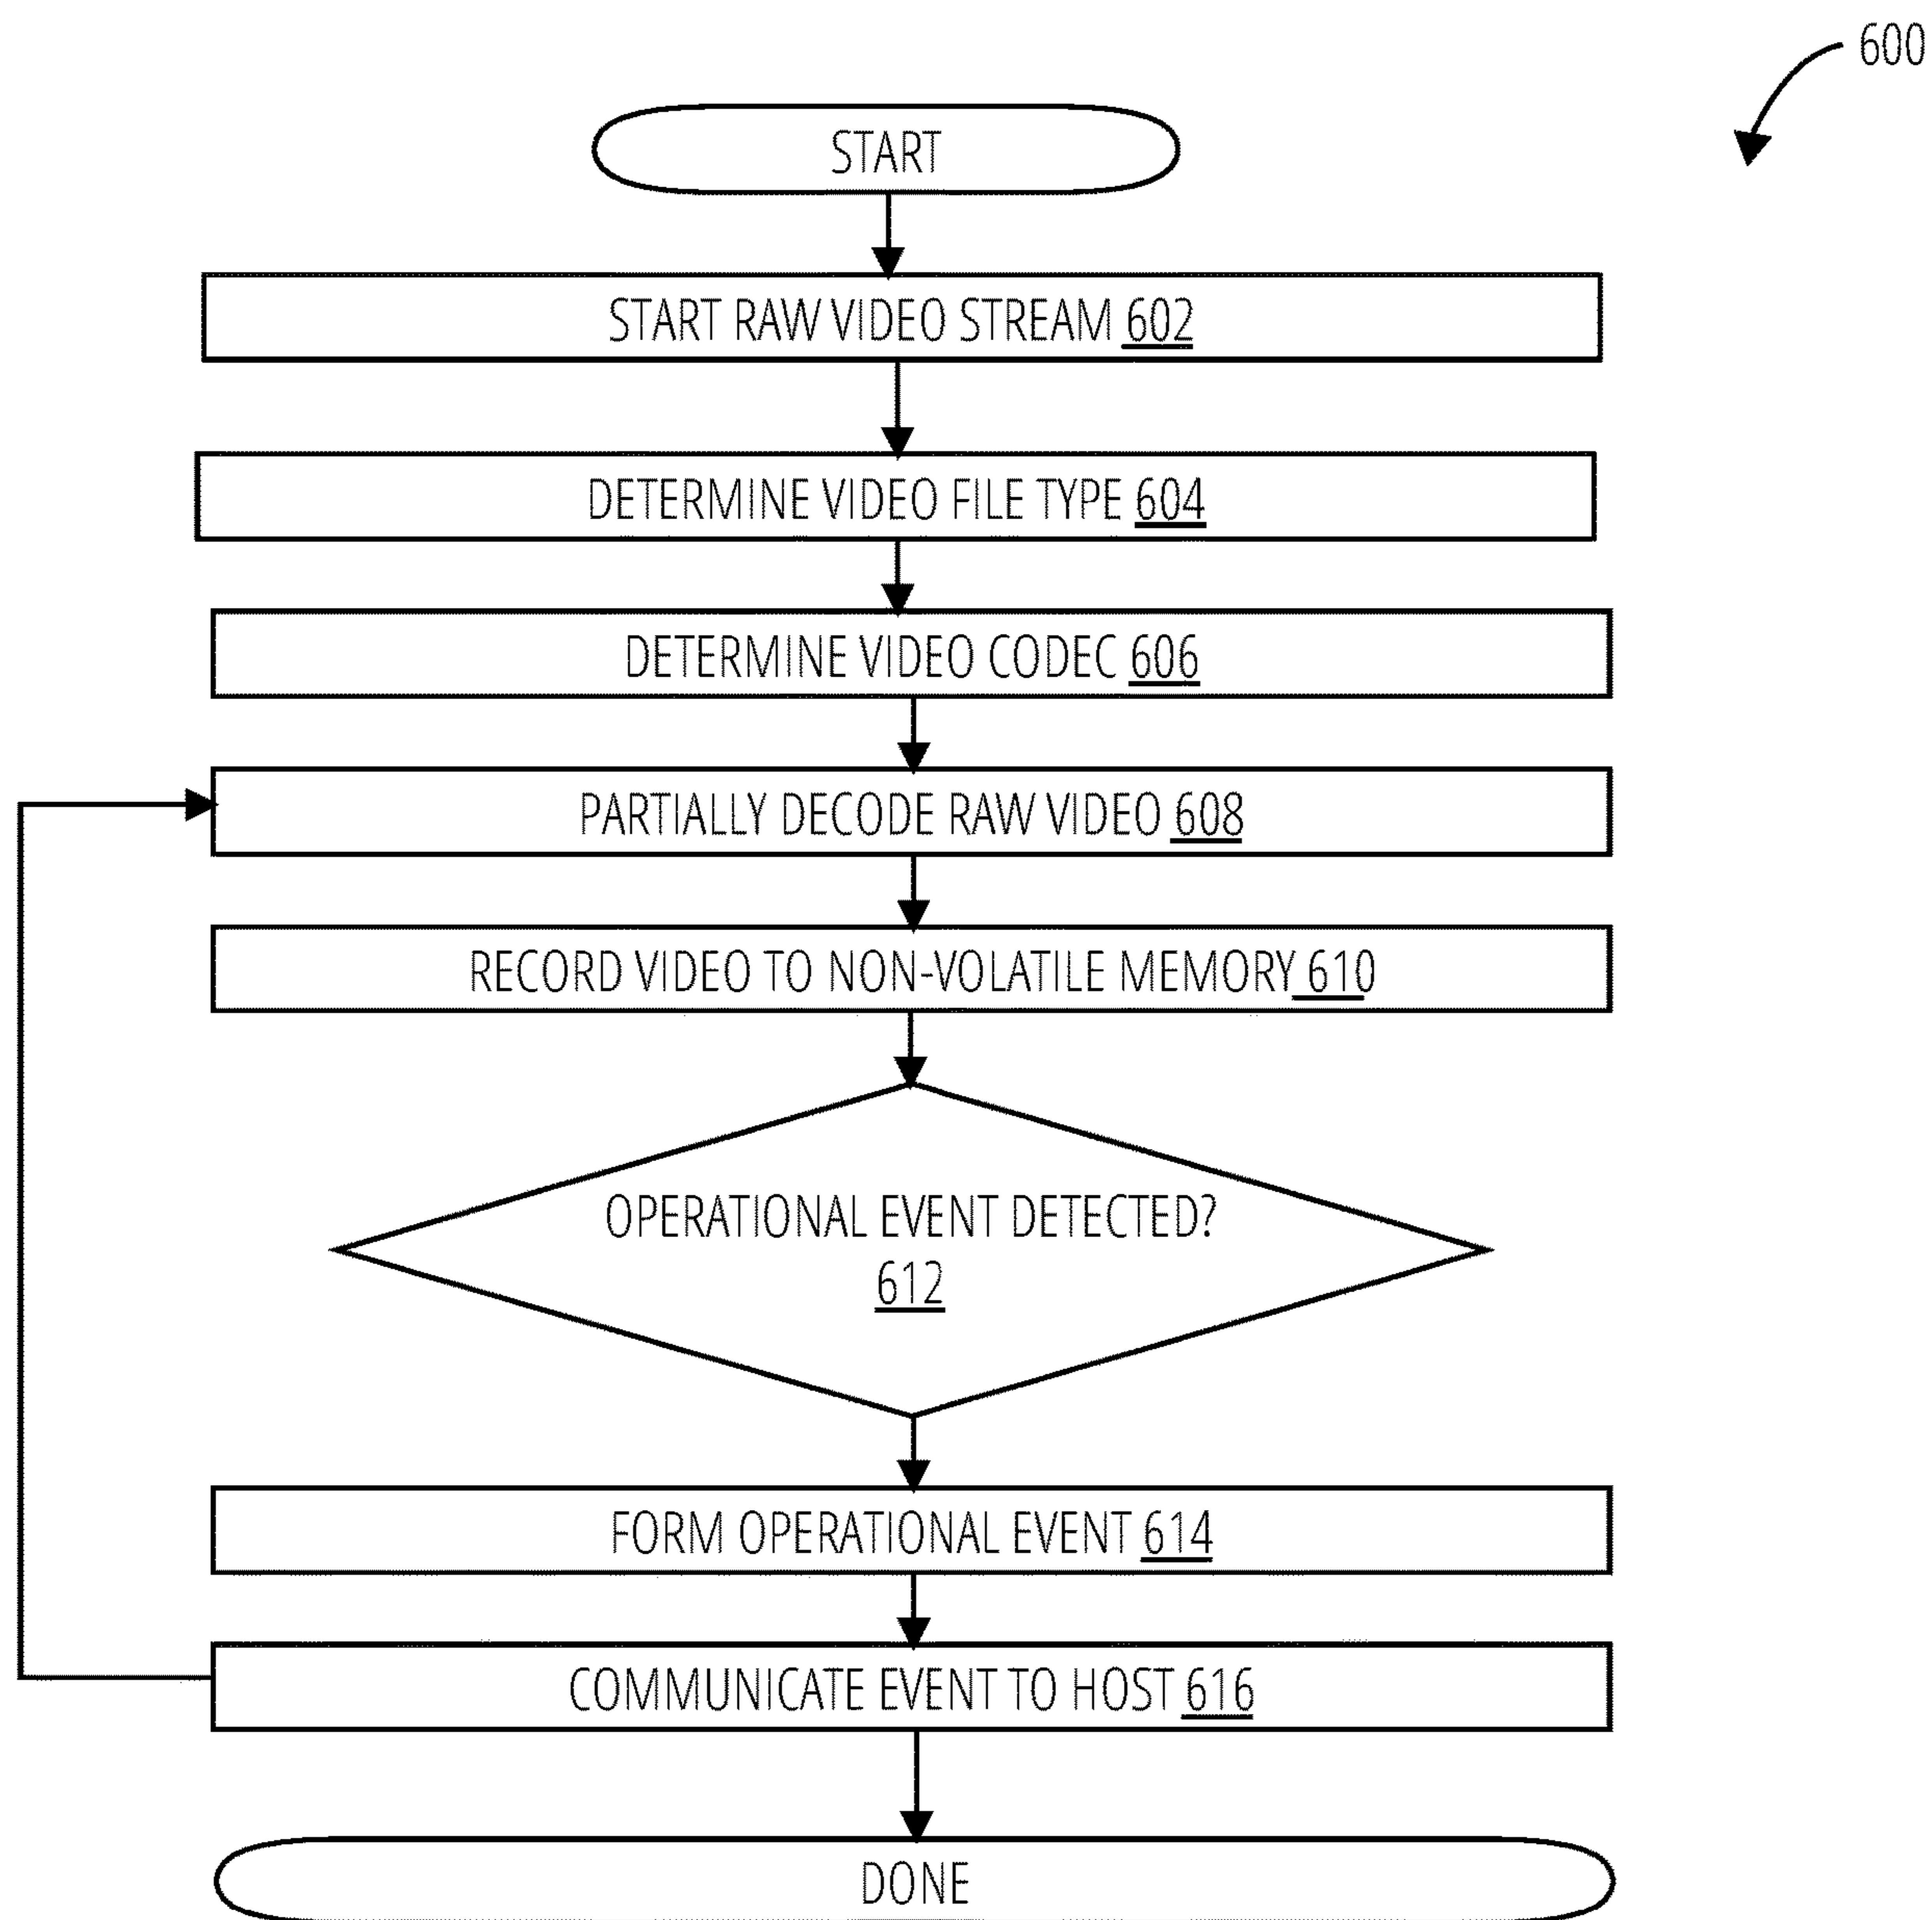 600
START
START RAW VIDEO STREAM 602
DETERMINE VIDEO FILE TYPE 604
DETERMINE VIDEO CODEC 606
PARTIALLY DECODE RAW VIDEO 608
RECORD VIDEO TO NON-VOLATILE MEMORY 610
OPERATIONAL EVENT DETECTED?
612
FORM OPERATIONAL EVENT 614
COMMUNICATE EVENT TO HOST 616
DONE